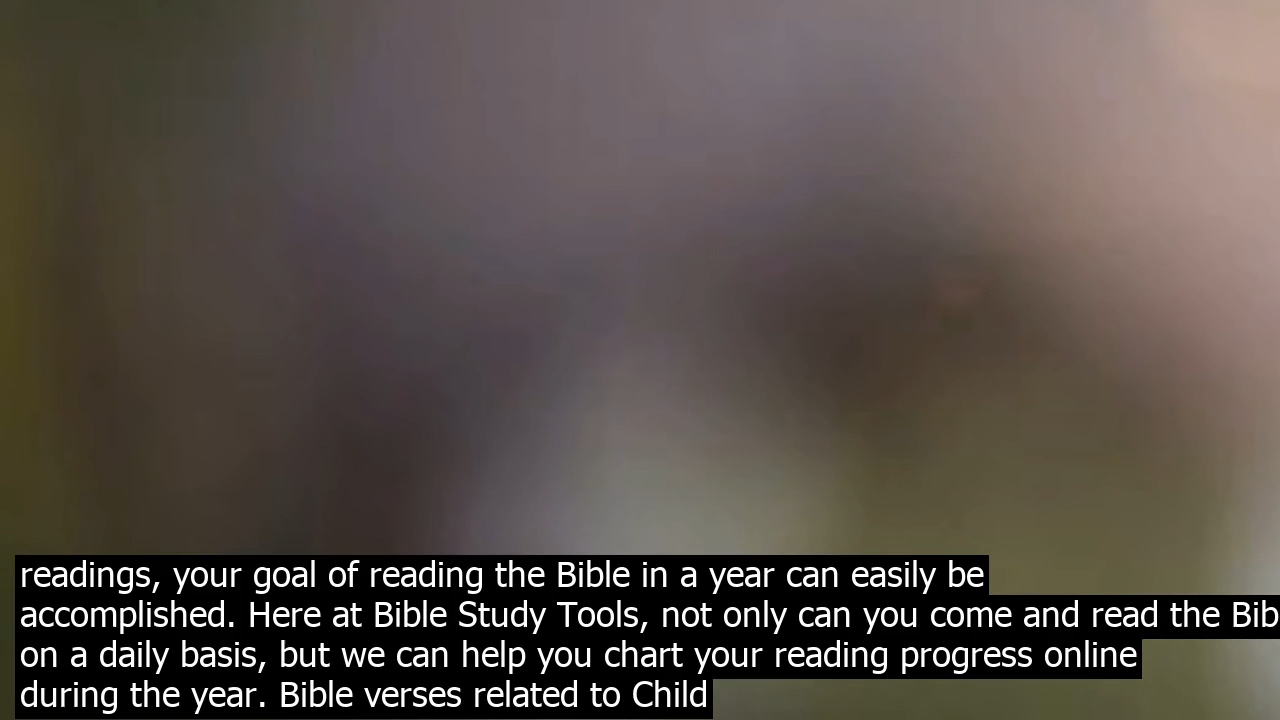 readings, your goal of reading the Bible in a year can easily be
accomplished. Here at Bible Study Tools, not only can you come and read the Bib
on a daily basis, but we can help you chart your reading progress online
during the year. Bible verses related to Child